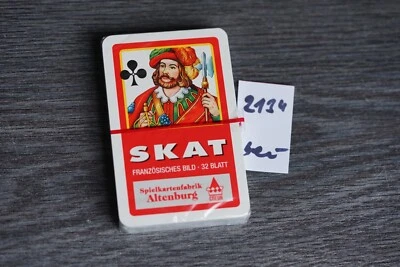 SKAT
FRANZÖSISCHES BILD · 32 BLATT
Spielkartenfabrik
Altenburg
2134